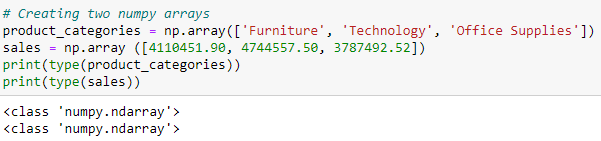 # Creating two numpy arrays
product_categories = np.array(['Furniture', 'Technology', 'Office Supplies'])
sales = np.array ([4110451.90, 4744557.50, 3787492.52])
print(type(product_categories))
print(type(sales))
<class 'numpy.ndarray'>
<class 'numpy.ndarray'>